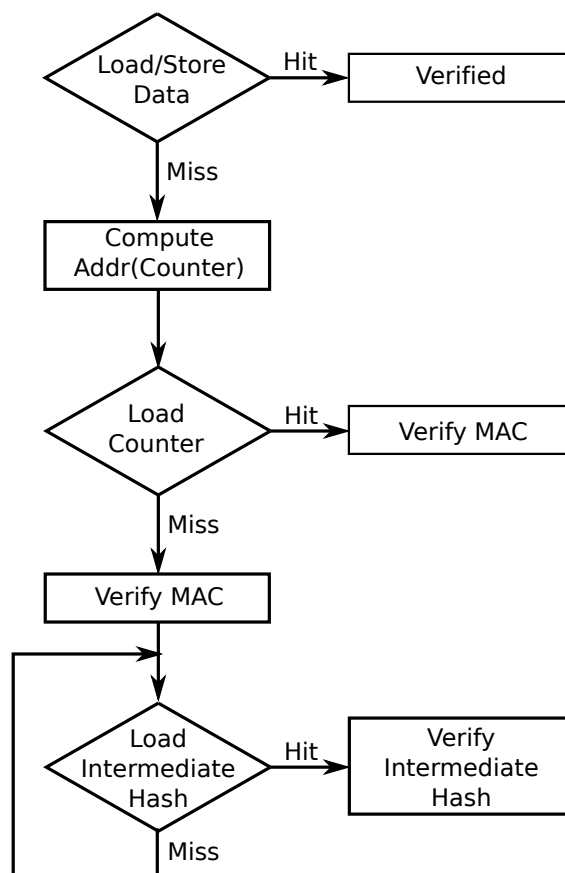 Load/Store
Data
Hit
Verified
Miss
Compute
Addr(Counter)
Load
Counter
Hit
Verify MAC
Miss
Verify MAC
Load
Intermediate
Hash
Hit
Verify
Intermediate
Hash
Miss